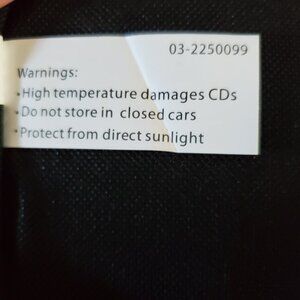 03-2250099
Warnings:
•High temperature damages CDs
•Do not store in closed cars
•Protect from direct sunlight